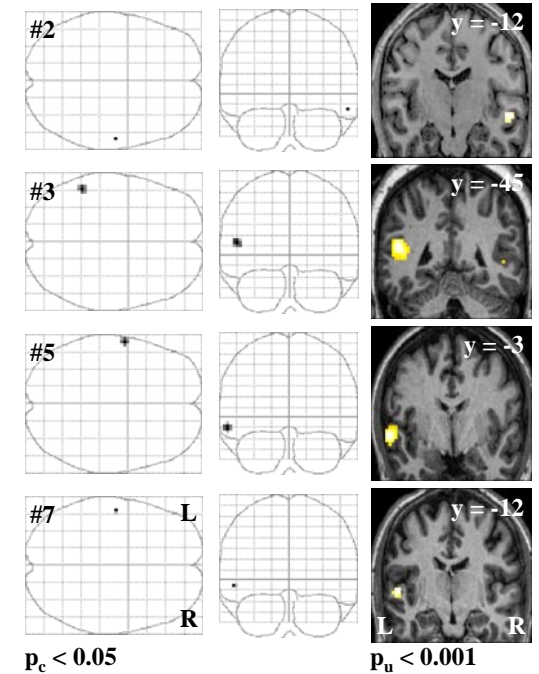 #2
y = -12
#3
y = -45
#5
y = -3
#7
L
y = -12
R
L
R
p_c < 0.05
p_u < 0.001